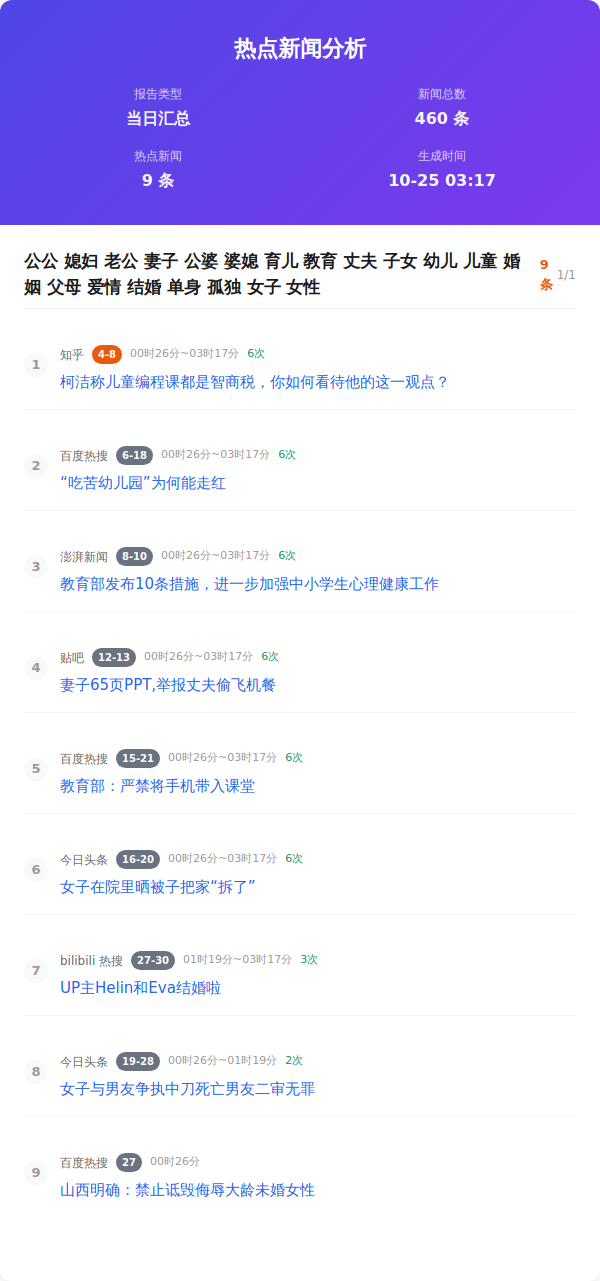 热点新闻分析
报告类型
当日汇总
新闻总数
460 条
热点新闻
9 条
生成时间
10-25 03:17
公公 媳妇 老公 妻子 公婆 婆媳 育儿 教育 丈夫 子女 幼儿 儿童 婚
姻 父母 爱情 结婚 单身 孤独 女子 女性
9
条
1/1
1
知乎 4-8 00时26分~03时17分 6次
柯洁称儿童编程课都是智商税，你如何看待他的这一观点？
2
百度热搜 6-18 00时26分~03时17分 6次
“吃苦幼儿园”为何能走红
3
澎湃新闻 8-10 00时26分~03时17分 6次
教育部发布10条措施，进一步加强中小学生心理健康工作
4
贴吧 12-13 00时26分~03时17分 6次
妻子65页PPT,举报丈夫偷飞机餐
5
百度热搜 15-21 00时26分~03时17分 6次
教育部：严禁将手机带入课堂
6
今日头条 16-20 00时26分~03时17分 6次
女子在院里晒被子把家“拆了”
7
bilibili 热搜 27-30 01时19分~03时17分 3次
UP主Helin和Eva结婚啦
8
今日头条 19-28 00时26分~01时19分 2次
女子与男友争执中刀死亡男友二审无罪
9
百度热搜 27 00时26分
山西明确：禁止诋毁侮辱大龄未婚女性